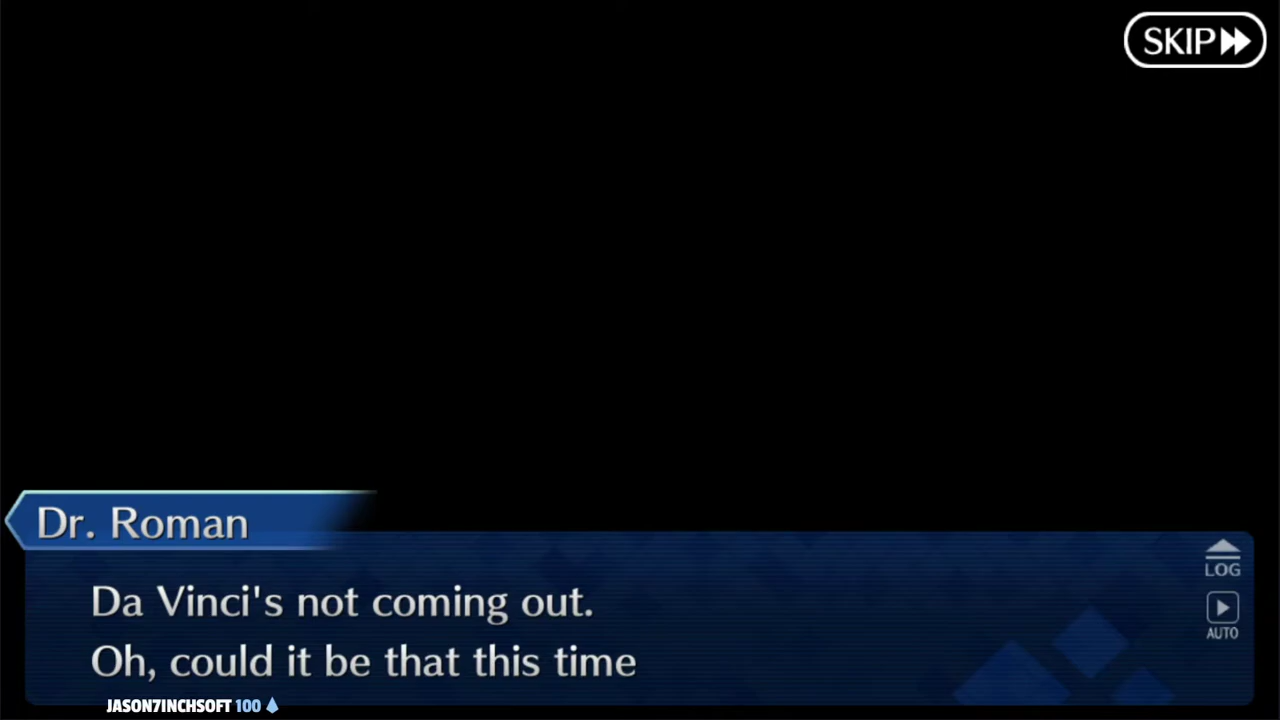 SKIP
Dr. Roman
Da Vinci's not coming out.
Oh, could it be that this time
LOG
AUTO
JASON7INCHSOFT 100